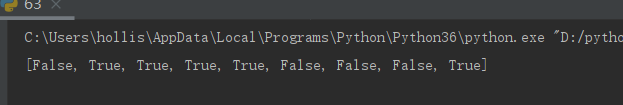 63 ×
C:\Users\hollis\AppData\Local\Programs\Python\Python36\python.exe "D:/pytho
[False, True, True, True, True, False, False, False, True]